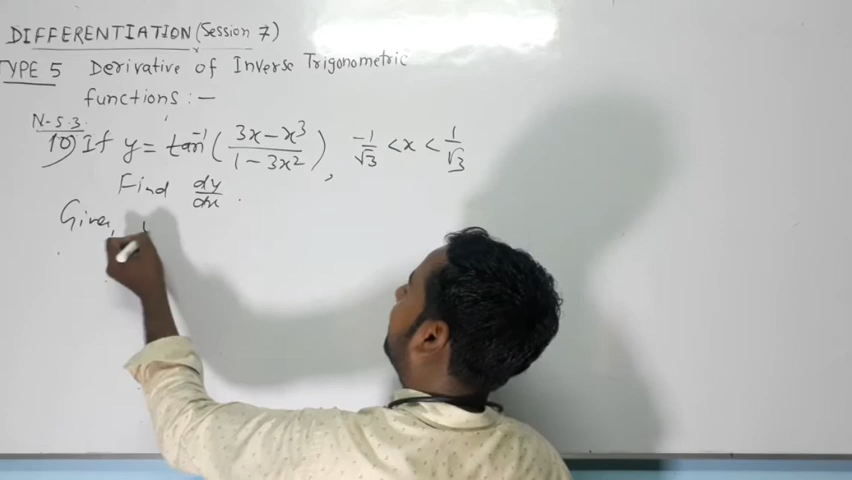 DIFFERENTIATION (Session 7)
TYPE 5 Derivative of Inverse Trigonometric
functions :-
N-5.3
10) If y = tan⁻¹(3x-x³/1-3x²), -1/√3 < x < 1/√3
Find dy/dx.
Given,